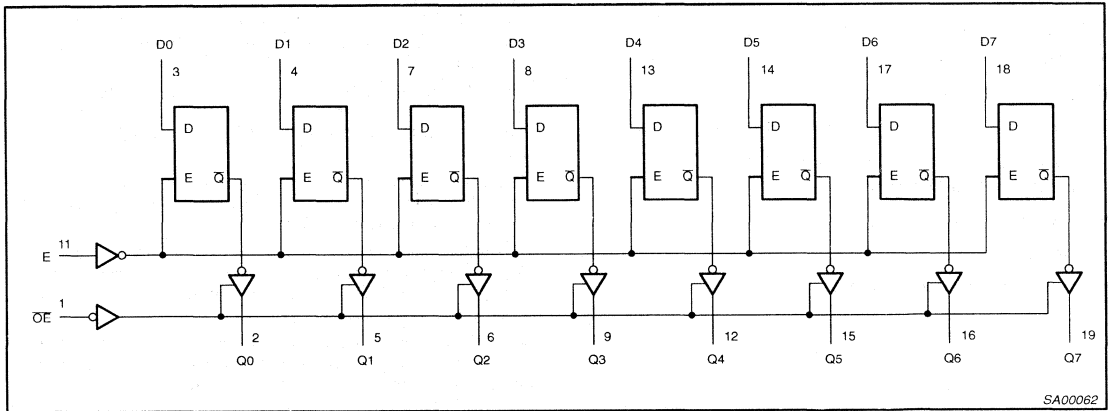 D0 D1 D2 D3 D4 D5 D6 D7
3 4 7 8 13 14 17 18
D D D D D D D D
E Q̅ E Q̅ E Q̅ E Q̅ E Q̅ E Q̅ E Q̅ E Q̅
E 11
O̅E̅ 1
2 5 6 9 12 15 16 19
Q0 Q1 Q2 Q3 Q4 Q5 Q6 Q7
SA00062